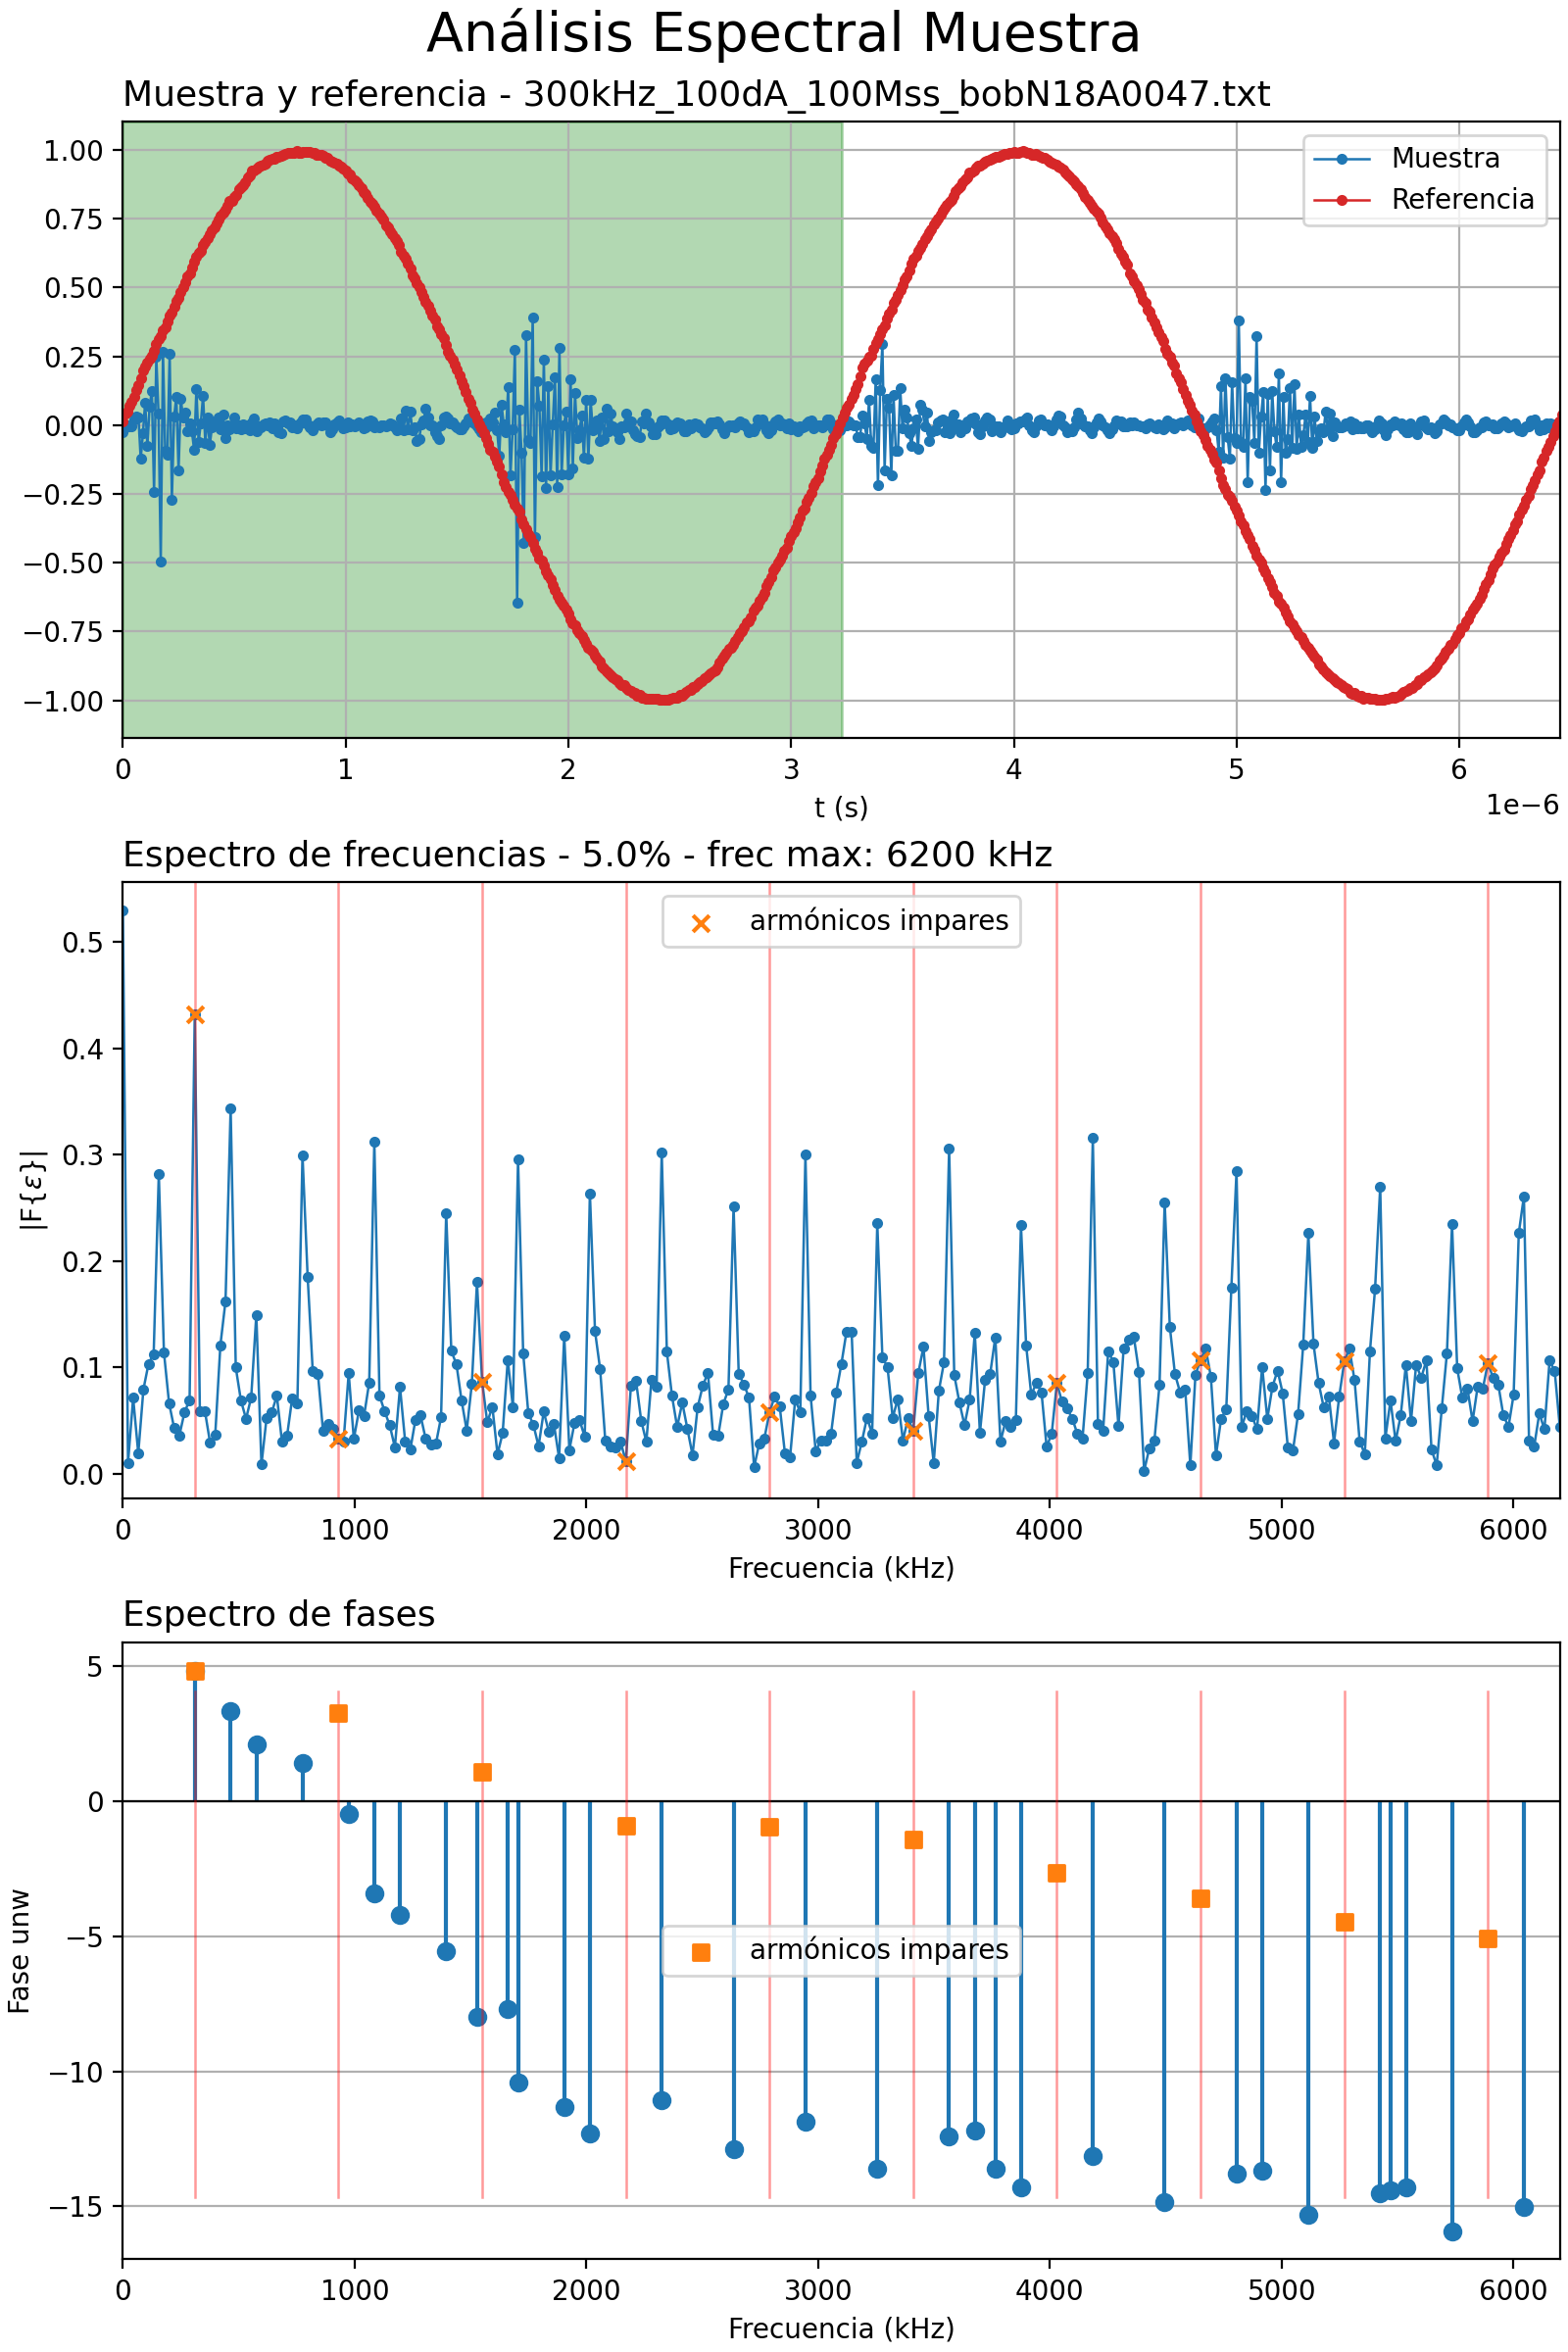 Análisis Espectral Muestra
Muestra y referencia - 300kHz_100dA_100Mss_bobN18A0047.txt
1.00
0.75
0.50
0.25
0.00
−0.25
−0.50
−0.75
−1.00
Muestra
Referencia
0 1 2 3 4 5 6
1e−6
t (s)
Espectro de frecuencias - 5.0% - frec max: 6200 kHz
|F{ε}|
0.5
0.4
0.3
0.2
0.1
0.0
armónicos impares
0 1000 2000 3000 4000 5000 6000
Frecuencia (kHz)
Espectro de fases
Fase unw
5
0
−5
−10
−15
armónicos impares
0 1000 2000 3000 4000 5000 6000
Frecuencia (kHz)